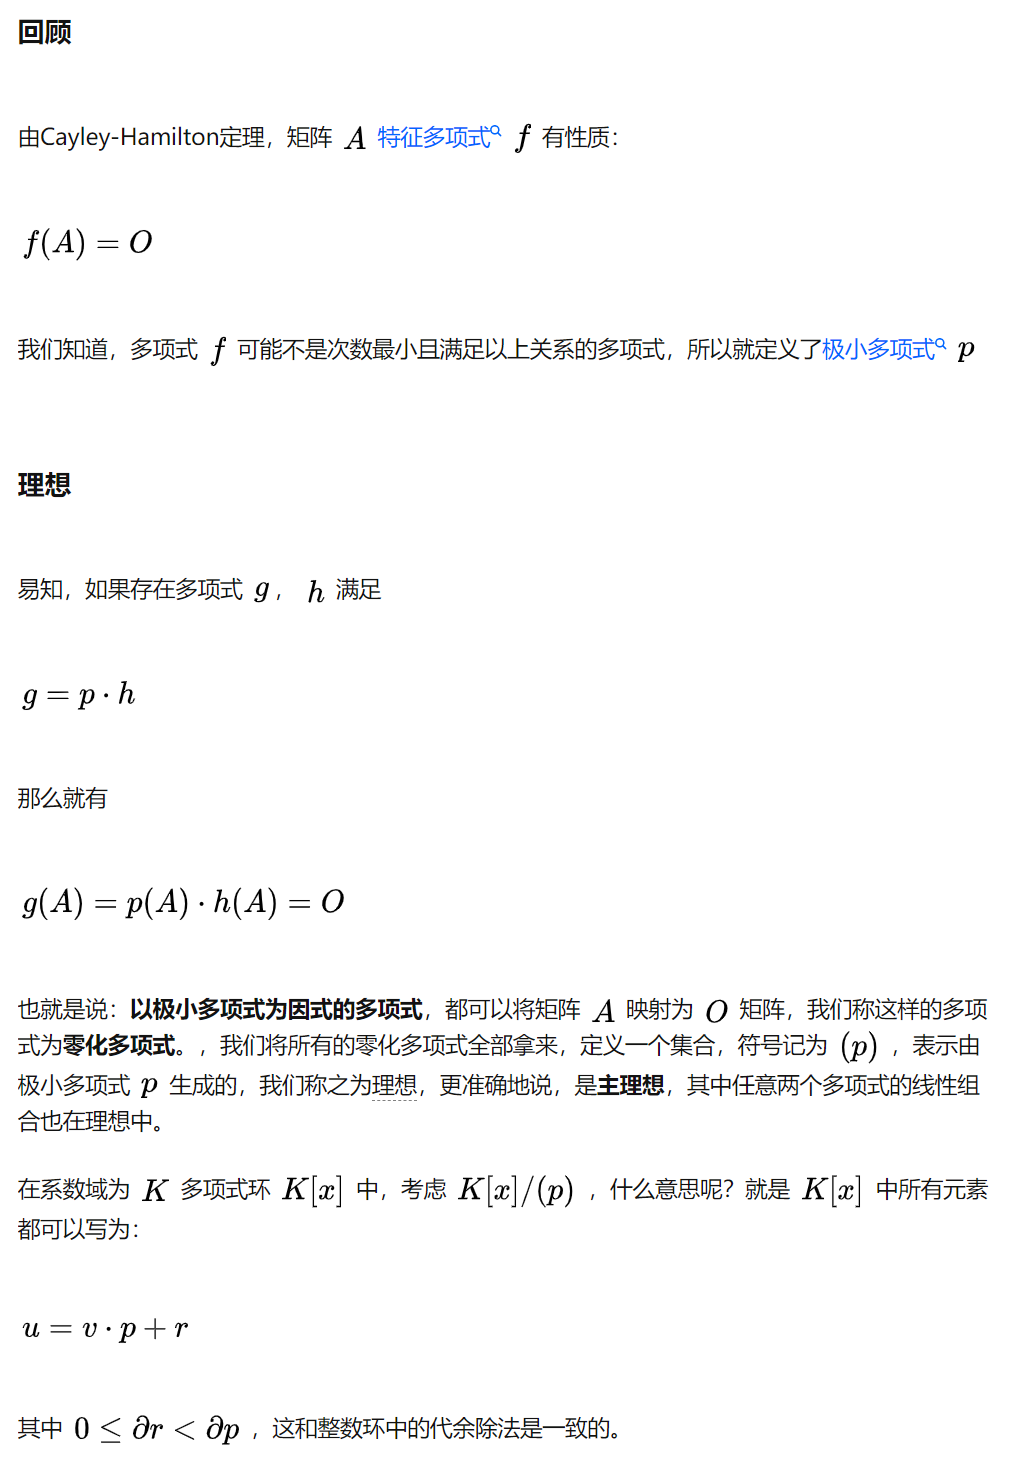 回顾
由Cayley-Hamilton定理，矩阵 A 特征多项式 f 有性质：
f(A) = O
我们知道，多项式 f 可能不是次数最小且满足以上关系的多项式，所以就定义了极小多项式 p
理想
易知，如果存在多项式 g， h 满足
g = p · h
那么就有
g(A) = p(A) · h(A) = O
也就是说：以极小多项式为因式的多项式，都可以将矩阵 A 映射为 O 矩阵，我们称这样的多项
式为零化多项式。，我们将所有的零化多项式全部拿来，定义一个集合，符号记为 (p) ，表示由
极小多项式 p 生成的，我们称之为理想，更准确地说，是主理想，其中任意两个多项式的线性组
合也在理想中。
在系数域为 K 多项式环 K[x] 中，考虑 K[x]/(p) ，什么意思呢？就是 K[x] 中所有元素
都可以写为：
u = v · p + r
其中 0 ≤ ∂r < ∂p ，这和整数环中的代余除法是一致的。